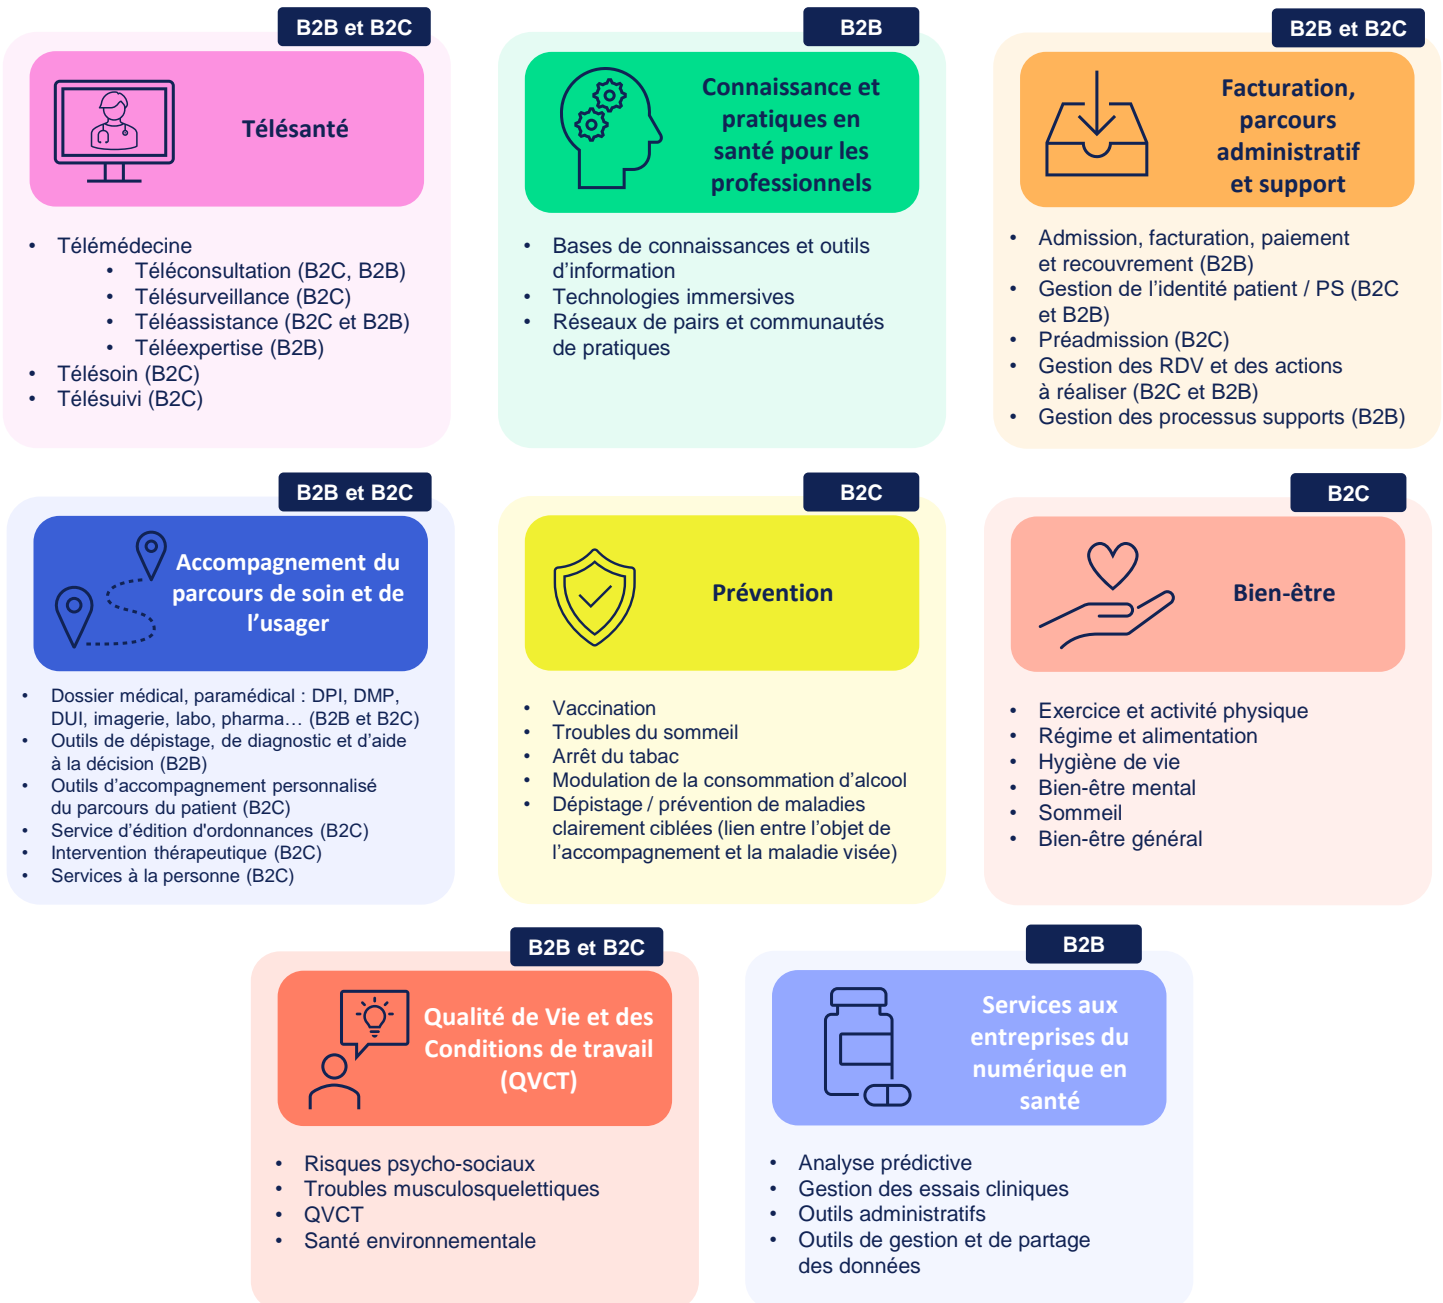 B2B et B2C
Télésanté
• Télémédecine
• Téléconsultation (B2C, B2B)
• Télésurveillance (B2C)
• Téléassistance (B2C et B2B)
• Téléexpertise (B2B)
• Télésoin (B2C)
• Télésuivi (B2C)
B2B
Connaissance et
pratiques en
santé pour les
professionnels
• Bases de connaissances et outils
d’information
• Technologies immersives
• Réseaux de pairs et communautés
de pratiques
B2B et B2C
Facturation,
parcours
administratif
et support
• Admission, facturation, paiement
et recouvrement (B2B)
• Gestion de l’identité patient / PS (B2C
et B2B)
• Préadmission (B2C)
• Gestion des RDV et des actions
à réaliser (B2C et B2B)
• Gestion des processus supports (B2B)
B2B et B2C
Accompagnement du
parcours de soin et de
l’usager
• Dossier médical, paramédical : DPI, DMP,
DUI, imagerie, labo, pharma… (B2B et B2C)
• Outils de dépistage, de diagnostic et d’aide
à la décision (B2B)
• Outils d’accompagnement personnalisé
du parcours du patient (B2C)
• Service d’édition d'ordonnances (B2C)
• Intervention thérapeutique (B2C)
• Services à la personne (B2C)
B2C
Prévention
• Vaccination
• Troubles du sommeil
• Arrêt du tabac
• Modulation de la consommation d’alcool
• Dépistage / prévention de maladies
clairement ciblées (lien entre l’objet de
l’accompagnement et la maladie visée)
B2C
Bien-être
• Exercice et activité physique
• Régime et alimentation
• Hygiène de vie
• Bien-être mental
• Sommeil
• Bien-être général
B2B et B2C
Qualité de Vie et des
Conditions de travail
(QVCT)
• Risques psycho-sociaux
• Troubles musculosquelettiques
• QVCT
• Santé environnementale
B2B
Services aux
entreprises du
numérique en
santé
• Analyse prédictive
• Gestion des essais cliniques
• Outils administratifs
• Outils de gestion et de partage
des données